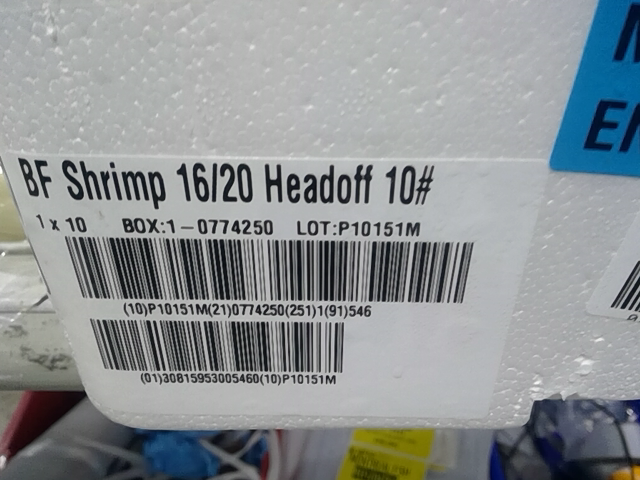 BF Shrimp 16/20 Headoff 10#
1 x 10 BOX:1-0774250 LOT:P10151M
(10)P10151M(21)0774250(251)1(91)546
(01)30815953005460(10)P10151M